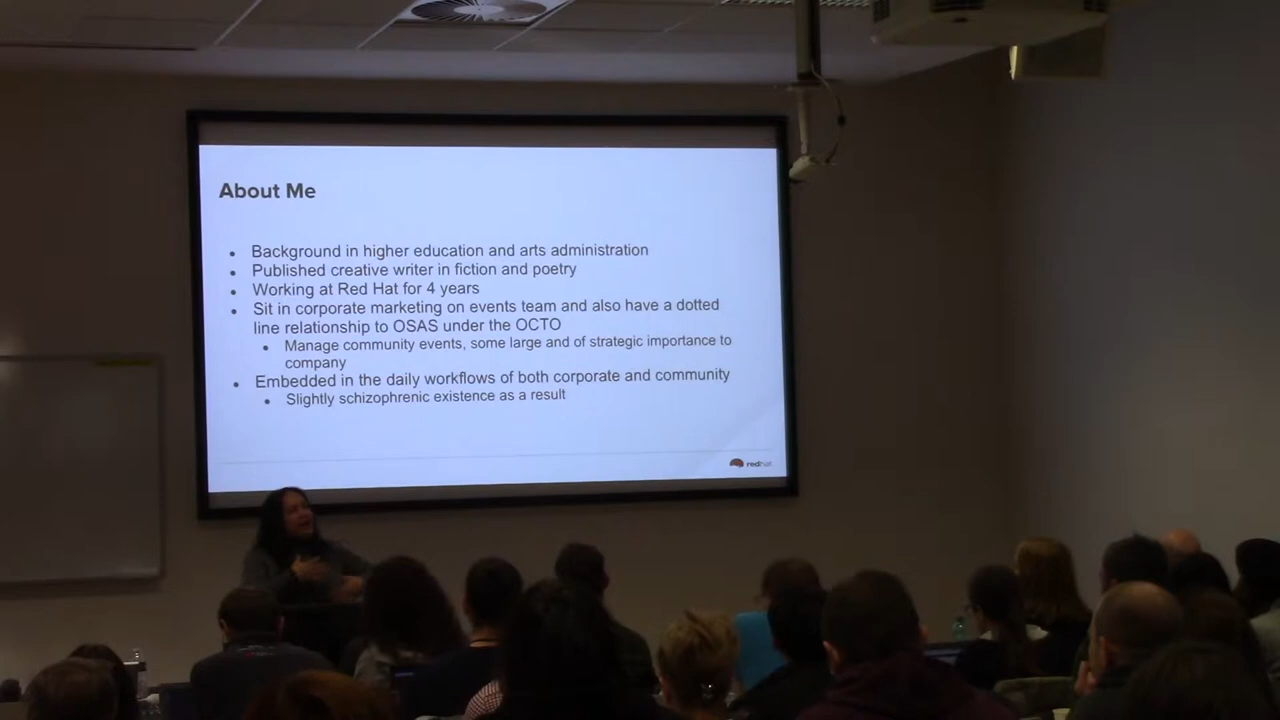 About Me
• Background in higher education and arts administration
• Published creative writer in fiction and poetry
• Working at Red Hat for 4 years
• Sit in corporate marketing on events team and also have a dotted
line relationship to OSAS under the OCTO
• Manage community events, some large and of strategic importance to
company
• Embedded in the daily workflows of both corporate and community
• Slightly schizophrenic existence as a result
redhat